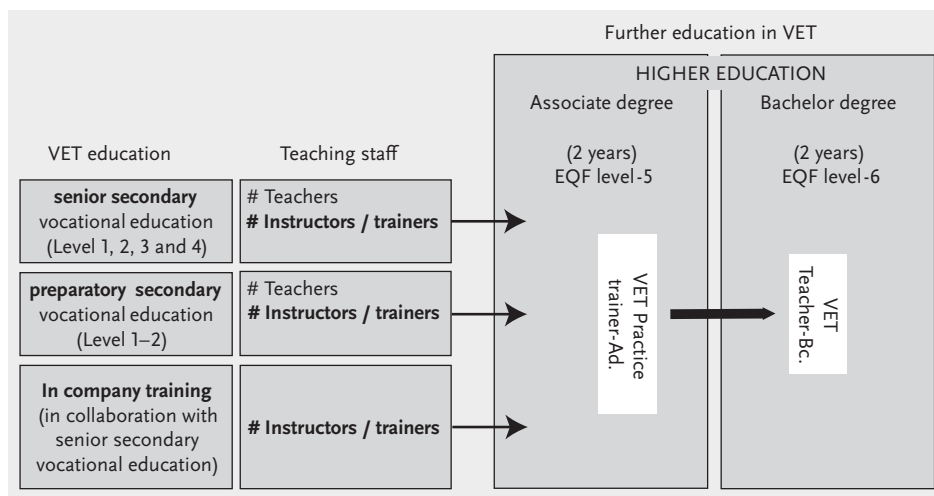 Further education in VET
HIGHER EDUCATION
Associate degree
Bachelor degree
(2 years)
EQF level-5
(2 years)
EQF level-6
VET education
Teaching staff
senior secondary
vocational education
(Level 1, 2, 3 and 4)
# Teachers
# Instructors / trainers
preparatory secondary
vocational education
(Level 1–2)
# Teachers
# Instructors / trainers
In company training
(in collaboration with
senior secondary
vocational education)
# Instructors / trainers
VET Practice
trainer-Ad.
VET
Teacher-Bc.